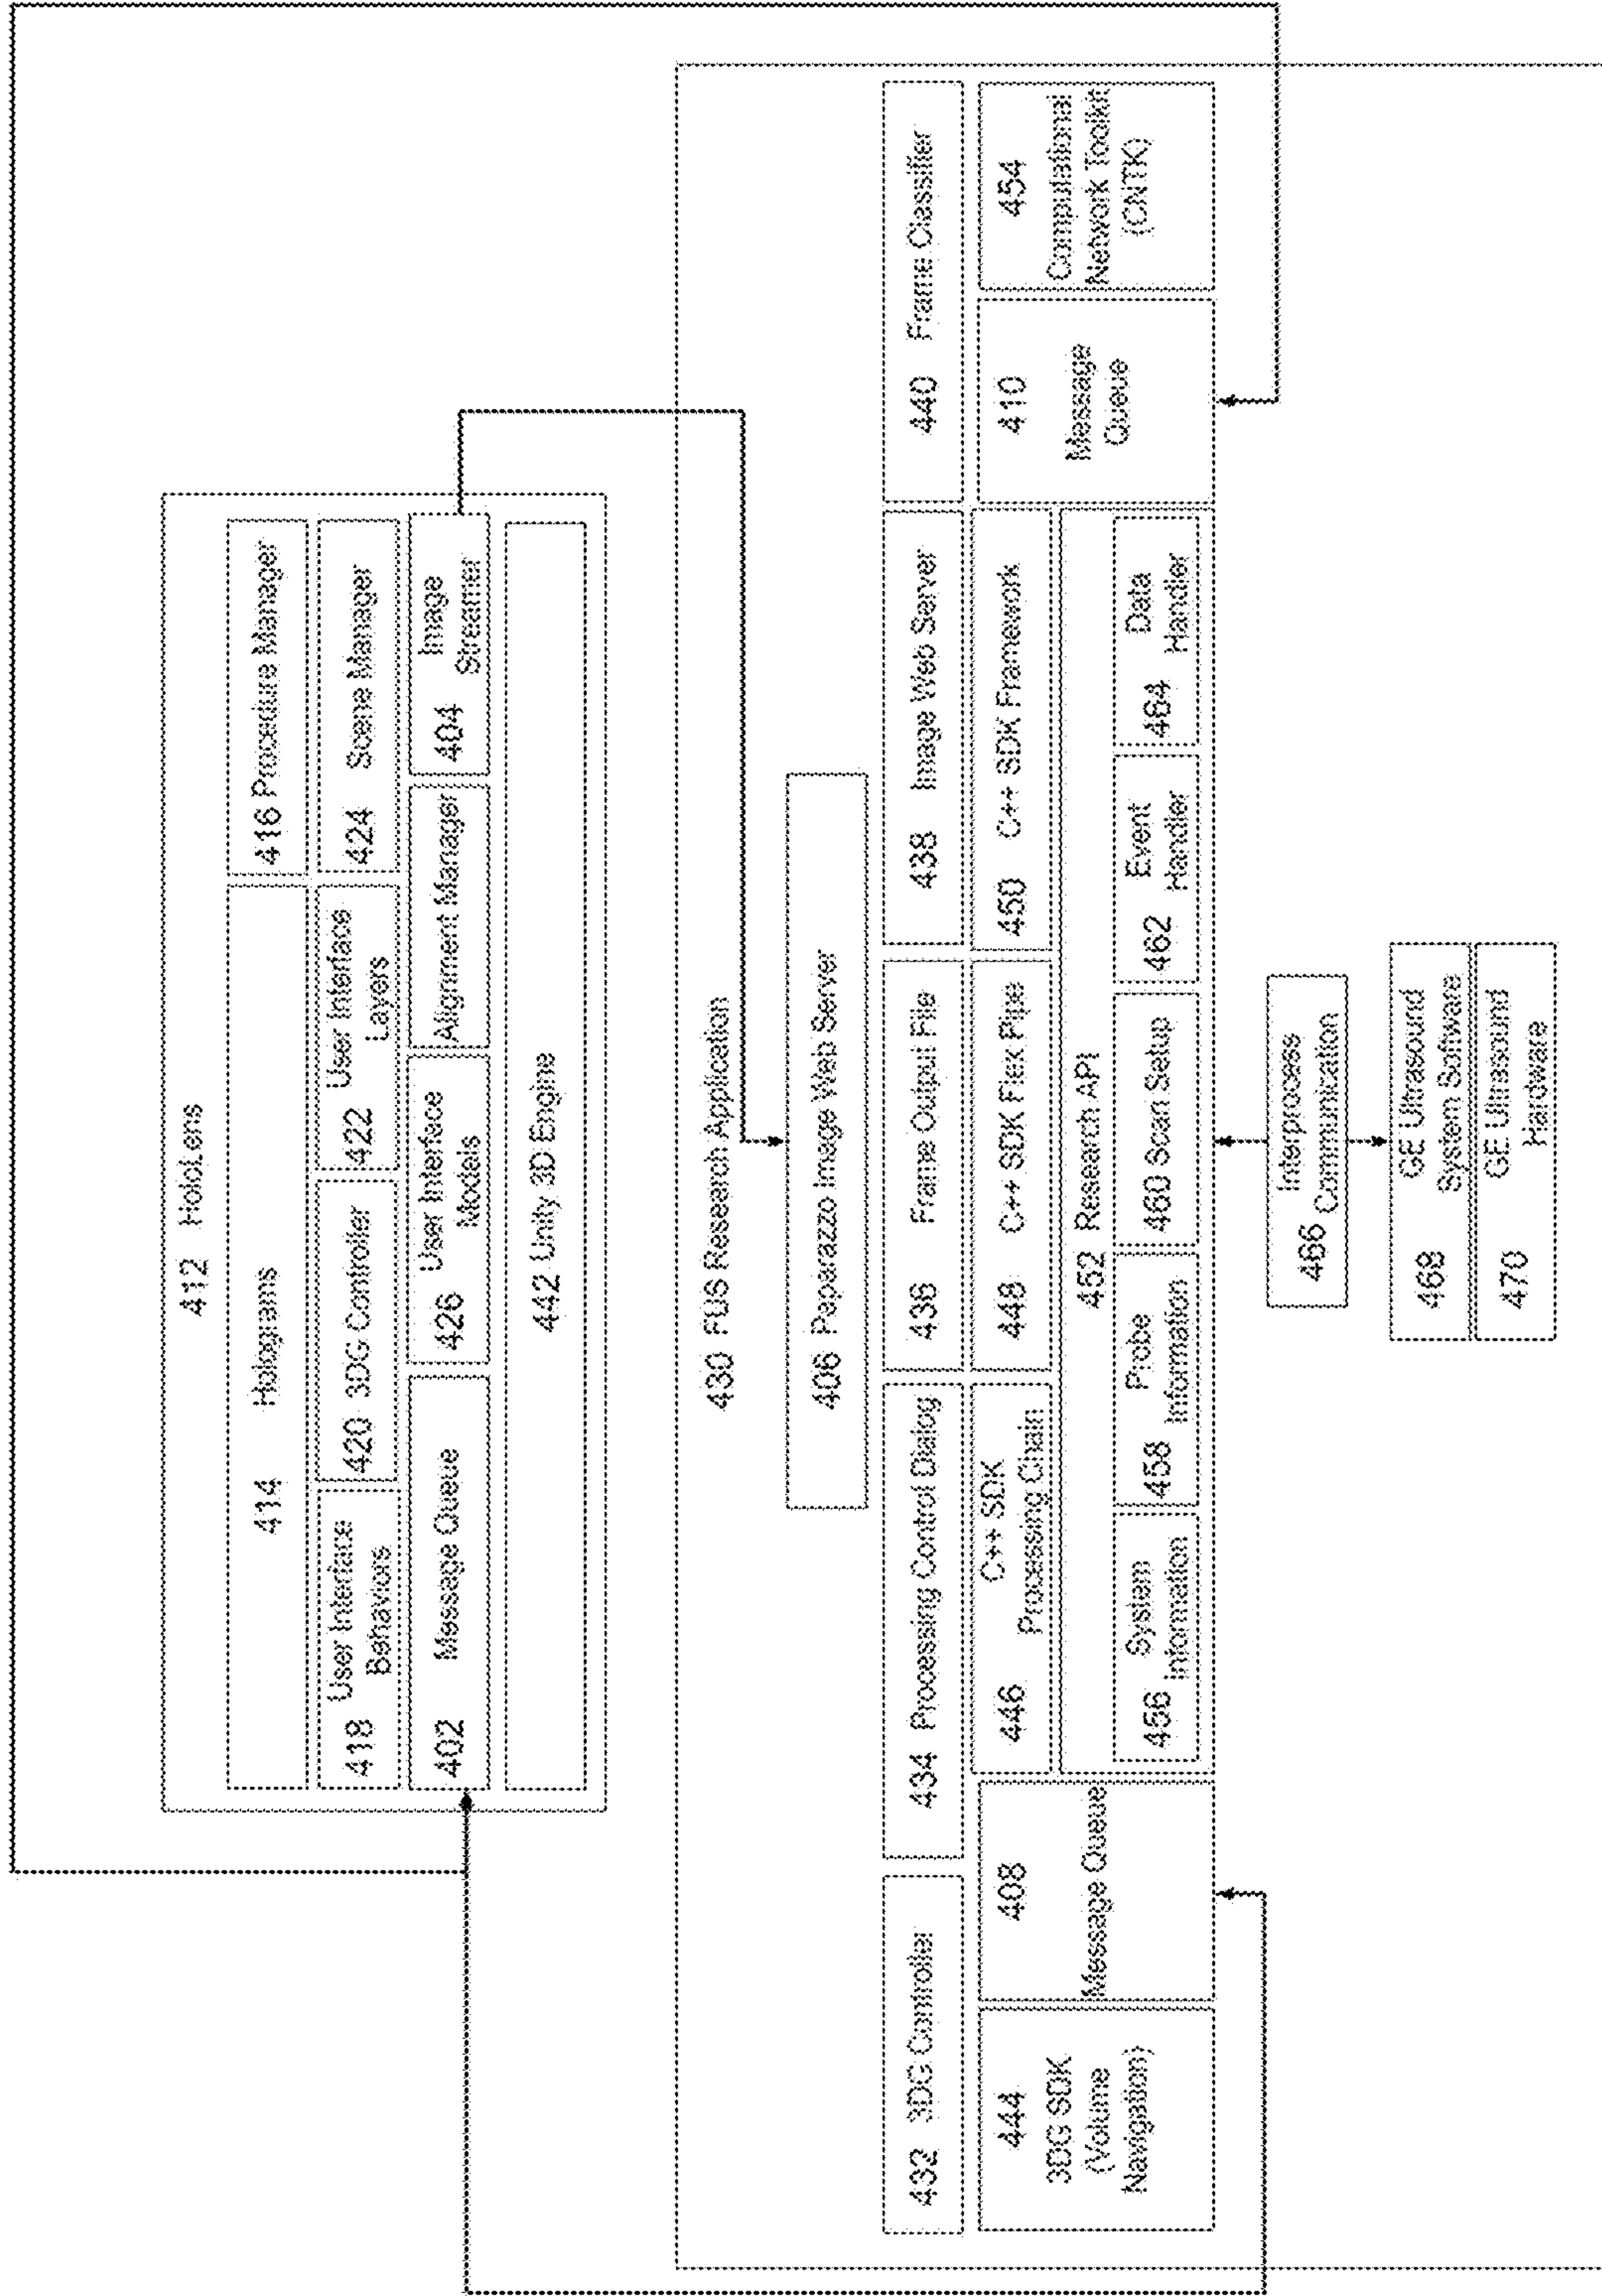 412 HoloLens
414 Holograms
416 Procedure Manager
418 User Interface
Behaviors
420 3DG Controller
422 User Interface
Layers
424 Scene Manager
402 Message Queue
426 User Interface
Models
Alignment Manager
404 Image
Streamer
442 Unity 3D Engine
430 FUS Research Application
406 Paparazzo Image Web Server
432 3DG Controller
434 Processing Control Dialog
436 Frame Output File
438 Image Web Server
440 Frame Classifier
444
3DG SDK
(Volume
Navigation)
408
Message Queue
446 C++ SDK
Processing Chain
448 C++ SDK Flex Pipe
450 C++ SDK Framework
410
Message
Queue
454
Computational
Network Toolkit
(CNTK)
452 Research API
456 System
Information
458 Probe
Information
460 Scan Setup
462 Event
Handler
464 Data
Handler
466 Interprocess
Communication
468 GE Ultrasound
System Software
470 GE Ultrasound
Hardware